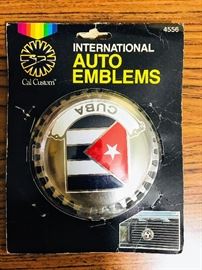 4556
INTERNATIONAL
AUTO
EMBLEMS
Cal Custom
CUBA